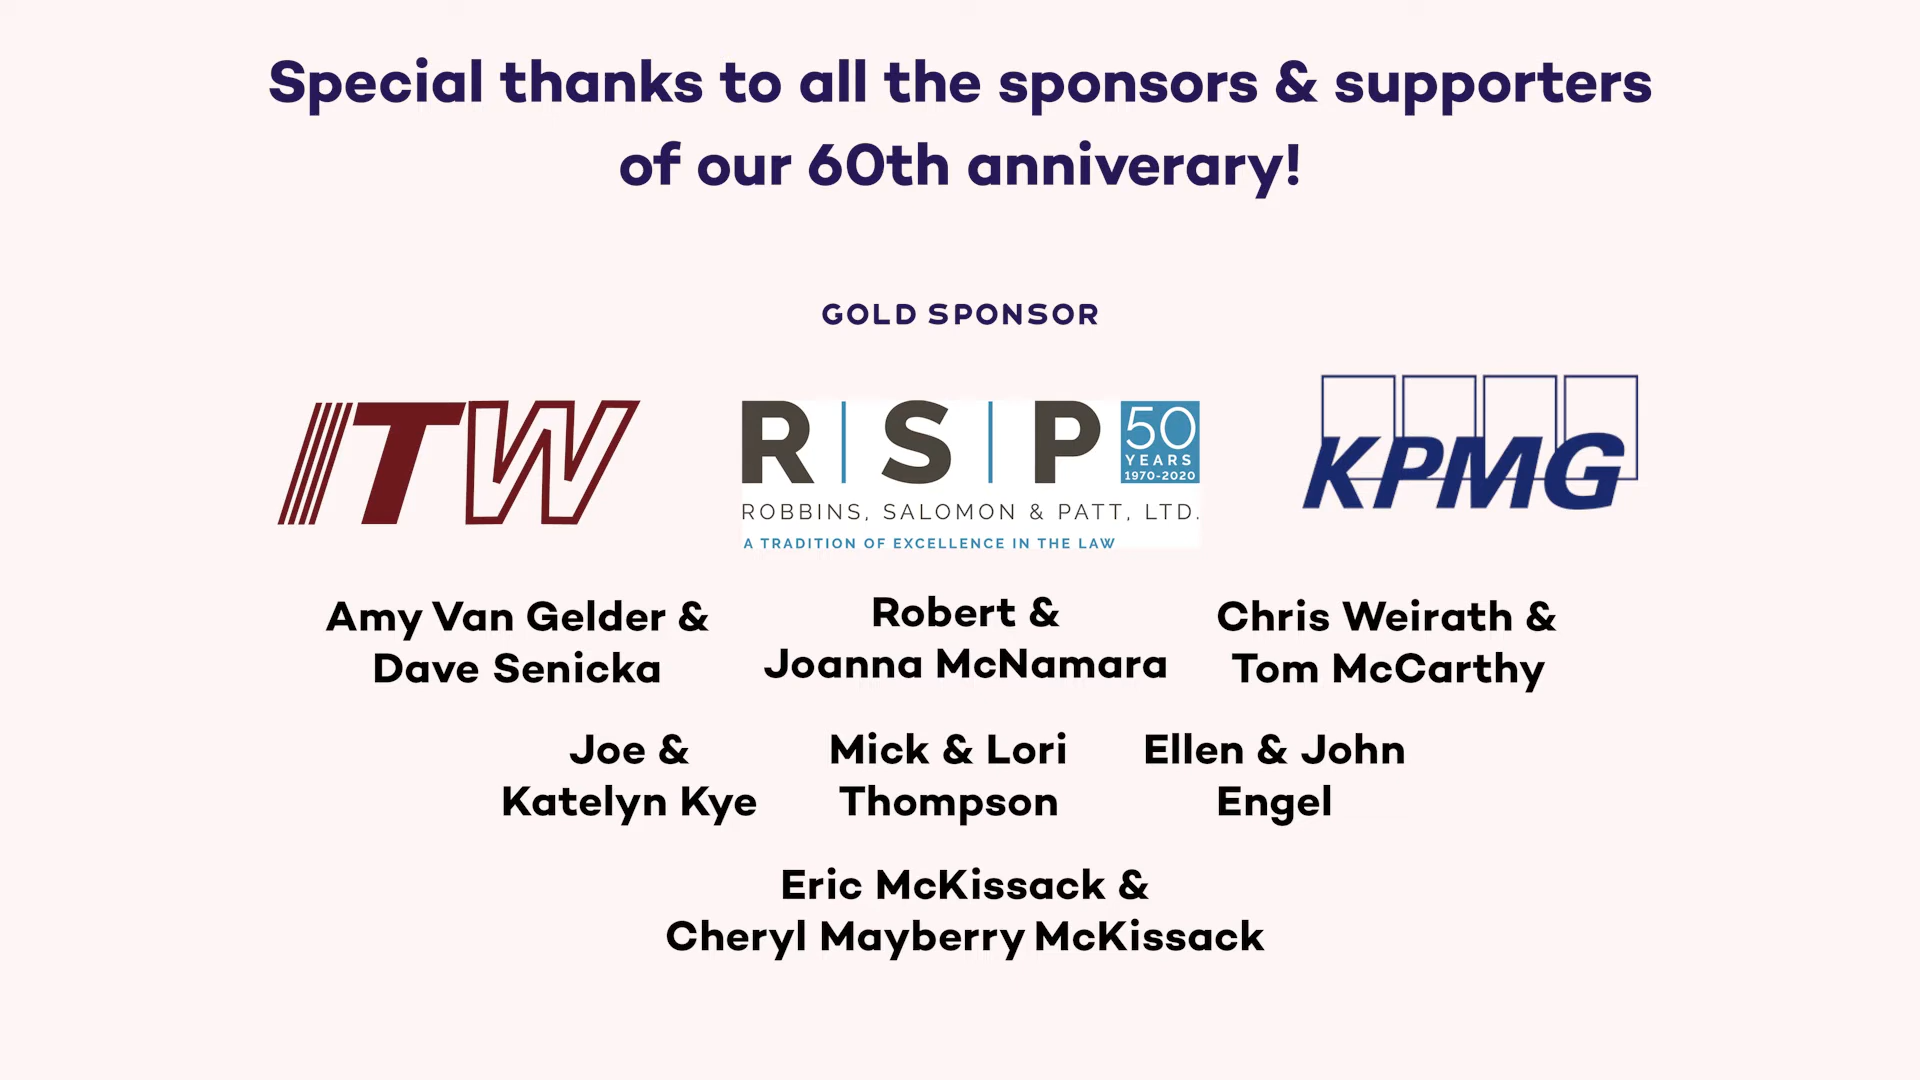 Special thanks to all the sponsors & supporters
of our 60th anniverary!
GOLD SPONSOR
ITW
R|S|P
50
YEARS
1970-2020
ROBBINS, SALOMON & PATT, LTD.
A TRADITION OF EXCELLENCE IN THE LAW
KPMG
Amy Van Gelder &
Dave Senicka
Robert &
Joanna McNamara
Chris Weirath &
Tom McCarthy
Joe &
Katelyn Kye
Mick & Lori
Thompson
Ellen & John
Engel
Eric McKissack &
Cheryl Mayberry McKissack